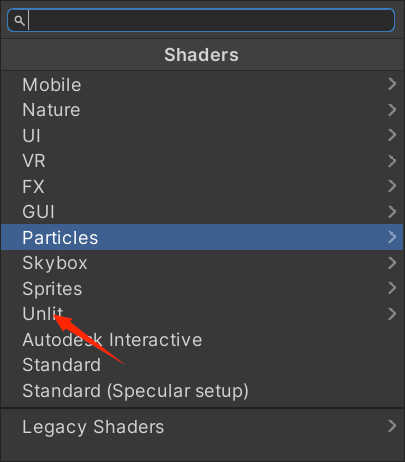 Shaders
Mobile
Nature
UI
VR
FX
GUI
Particles
Skybox
Sprites
Unlit
Autodesk Interactive
Standard
Standard (Specular setup)
Legacy Shaders